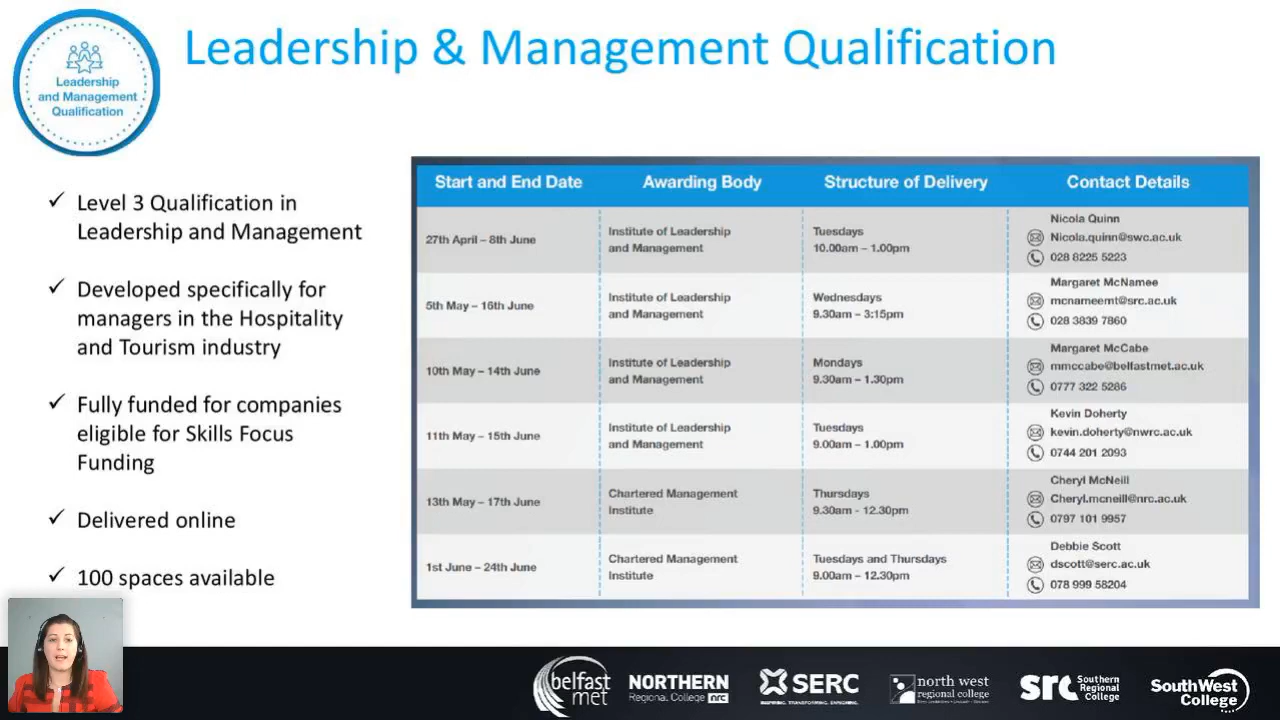 Leadership & Management Qualification
Leadership
and Management
Qualification
Level 3 Qualification in
Leadership and Management
Developed specifically for
managers in the Hospitality
and Tourism industry
Fully funded for companies
eligible for Skills Focus
Funding
Delivered online
100 spaces available
Start and End Date Awarding Body Structure of Delivery Contact Details
27th April – 8th June
Institute of Leadership
and Management
Tuesdays
10.00am – 1.00pm
Nicola Quinn
Nicola.quinn@swc.ac.uk
028 8225 5223
5th May – 16th June
Institute of Leadership
and Management
Wednesdays
9.30am – 3:15pm
Margaret McNamee
mcnameemt@src.ac.uk
028 3839 7860
10th May – 14th June
Institute of Leadership
and Management
Mondays
9.30am – 1.30pm
Margaret McCabe
mmccabe@belfastmet.ac.uk
0777 322 5286
11th May – 15th June
Institute of Leadership
and Management
Tuesdays
9.00am – 1.00pm
Kevin Doherty
kevin.doherty@nwrc.ac.uk
0744 201 2093
13th May – 17th June
Chartered Management
Institute
Thursdays
9.30am - 12.30pm
Cheryl McNeill
Cheryl.mcneill@nrc.ac.uk
0797 101 9957
1st June – 24th June
Chartered Management
Institute
Tuesdays and Thursdays
9.00am – 12.30pm
Debbie Scott
dscott@serc.ac.uk
078 999 58204
belfast
met
NORTHERN
Regional College nrc
SERC
INSPIRING. TRANSFORMING. ENRICHING.
north west
regional college
src Southern
Regional
College
SouthWest
College